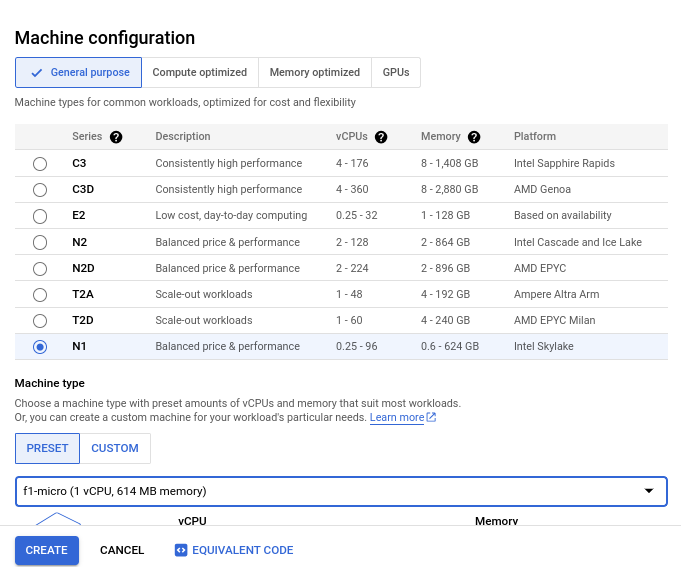 Machine configuration
General purpose Compute optimized Memory optimized GPUs
Machine types for common workloads, optimized for cost and flexibility
Series Description vCPUs Memory Platform
C3 Consistently high performance 4 - 176 8 - 1,408 GB Intel Sapphire Rapids
C3D Consistently high performance 4 - 360 8 - 2,880 GB AMD Genoa
E2 Low cost, day-to-day computing 0.25 - 32 1 - 128 GB Based on availability
N2 Balanced price & performance 2 - 128 2 - 864 GB Intel Cascade and Ice Lake
N2D Balanced price & performance 2 - 224 2 - 896 GB AMD EPYC
T2A Scale-out workloads 1 - 48 4 - 192 GB Ampere Altra Arm
T2D Scale-out workloads 1 - 60 4 - 240 GB AMD EPYC Milan
N1 Balanced price & performance 0.25 - 96 0.6 - 624 GB Intel Skylake
Machine type
Choose a machine type with preset amounts of vCPUs and memory that suit most workloads.
Or, you can create a custom machine for your workload's particular needs. Learn more
PRESET CUSTOM
f1-micro (1 vCPU, 614 MB memory)
vCPU Memory
CREATE CANCEL EQUIVALENT CODE